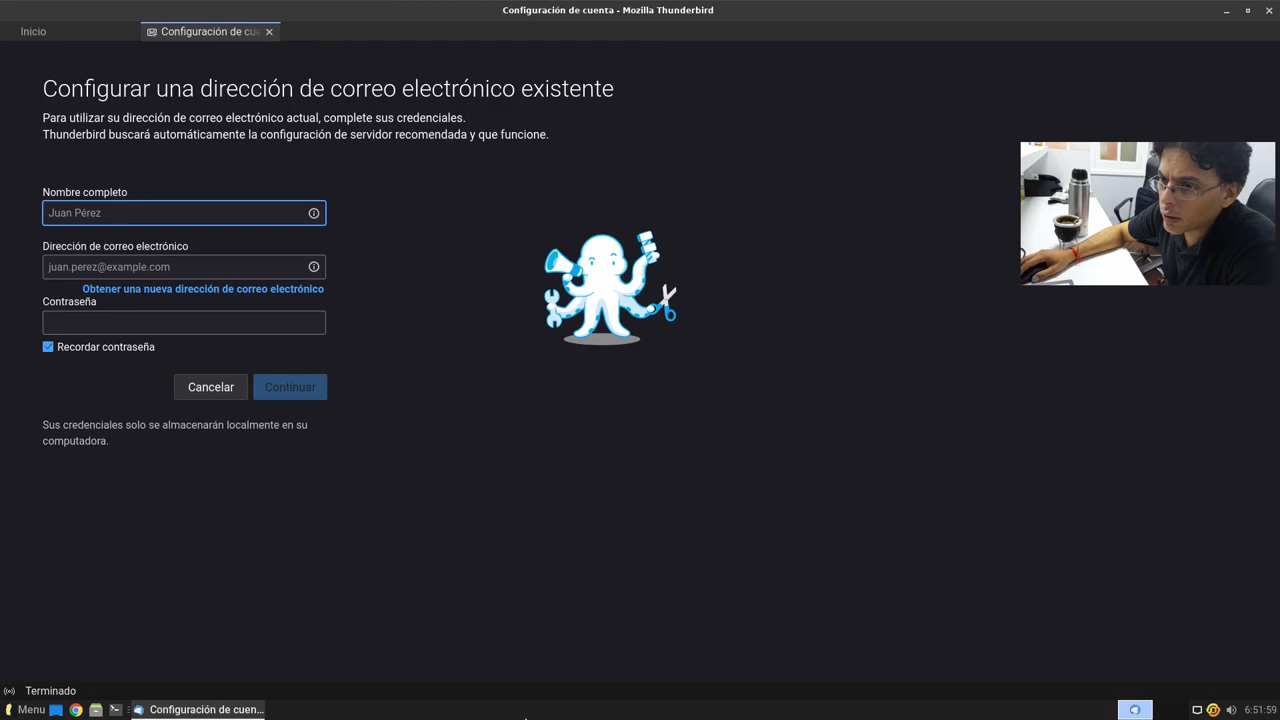 Configuración de cuenta - Mozilla Thunderbird
Inicio
Configuración de cue
Configurar una dirección de correo electrónico existente
Para utilizar su dirección de correo electrónico actual, complete sus credenciales.
Thunderbird buscará automáticamente la configuración de servidor recomendada y que funcione.
Nombre completo
Juan Pérez
Dirección de correo electrónico
juan.perez@example.com
Obtener una nueva dirección de correo electrónico
Contraseña
Recordar contraseña
Cancelar
Continuar
Sus credenciales solo se almacenarán localmente en su
computadora.
Terminado
Menu
Configuración de cuen...
6:51:59